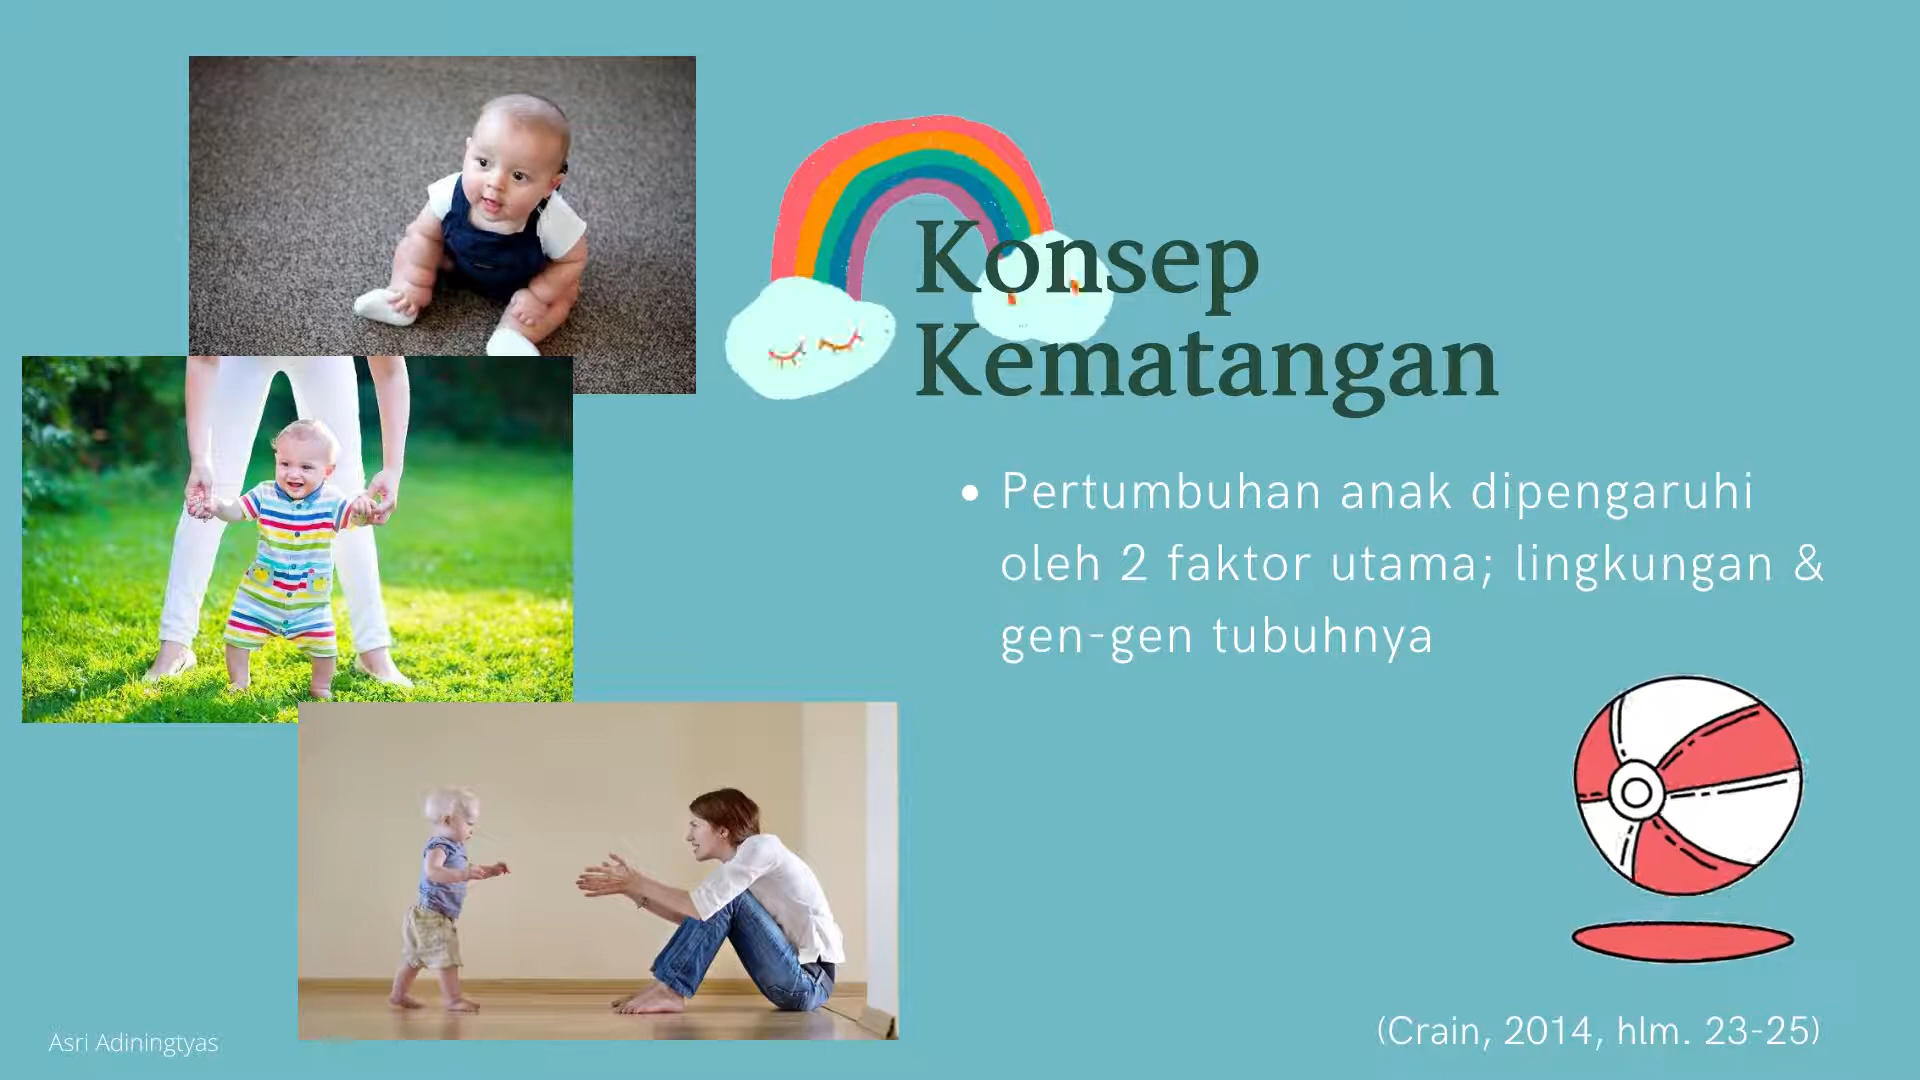 Konsep
Kematangan
• Pertumbuhan anak dipengaruhi
oleh 2 faktor utama; lingkungan &
gen-gen tubuhnya
(Crain, 2014, hlm. 23-25)
Asri Adiningtyas